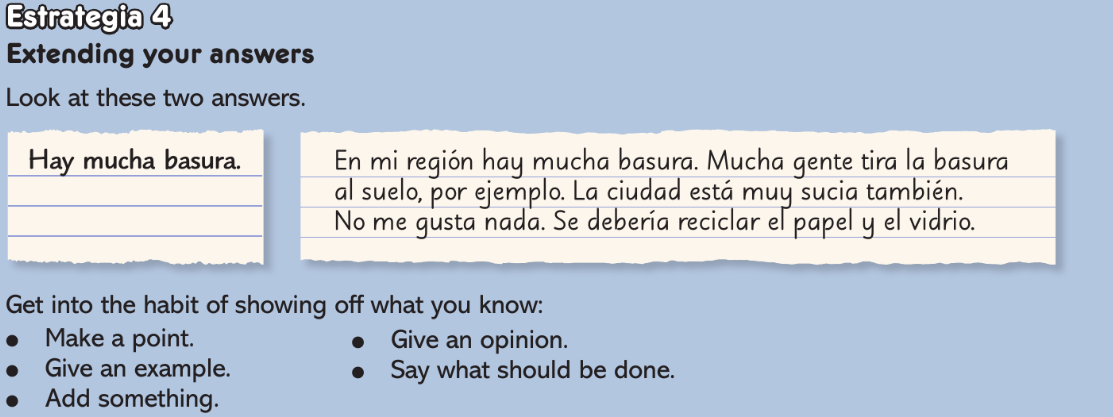 Estrategia 4
Extending your answers
Look at these two answers.
Hay mucha basura.
En mi región hay mucha basura. Mucha gente tira la basura
al suelo, por ejemplo. La ciudad está muy sucia también.
No me gusta nada. Se debería reciclar el papel y el vidrio.
Get into the habit of showing off what you know:
● Make a point.
● Give an example.
● Add something.
● Give an opinion.
● Say what should be done.